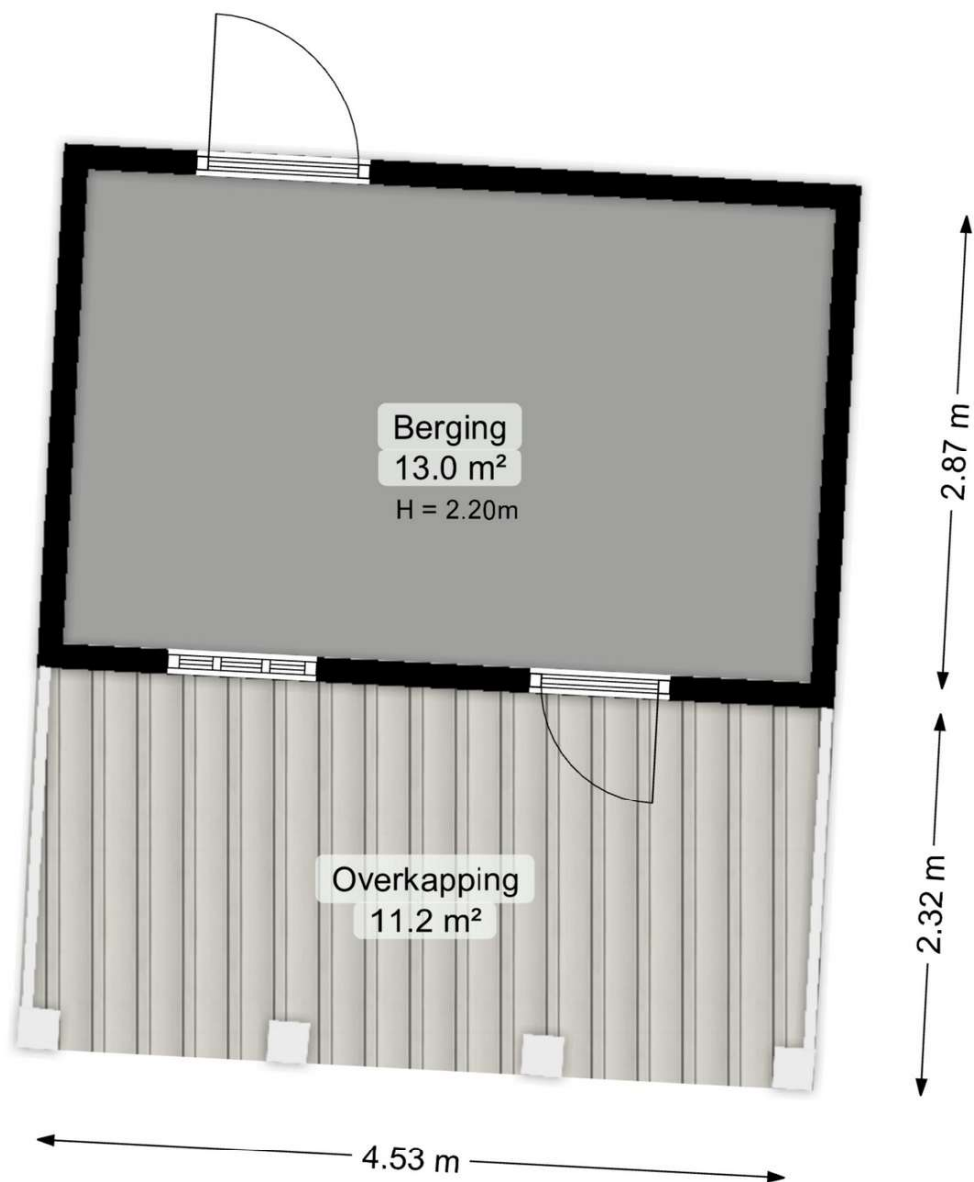 Berging
13.0 m²
H = 2.20m
2.87 m
Overkapping
11.2 m²
2.32 m
4.53 m